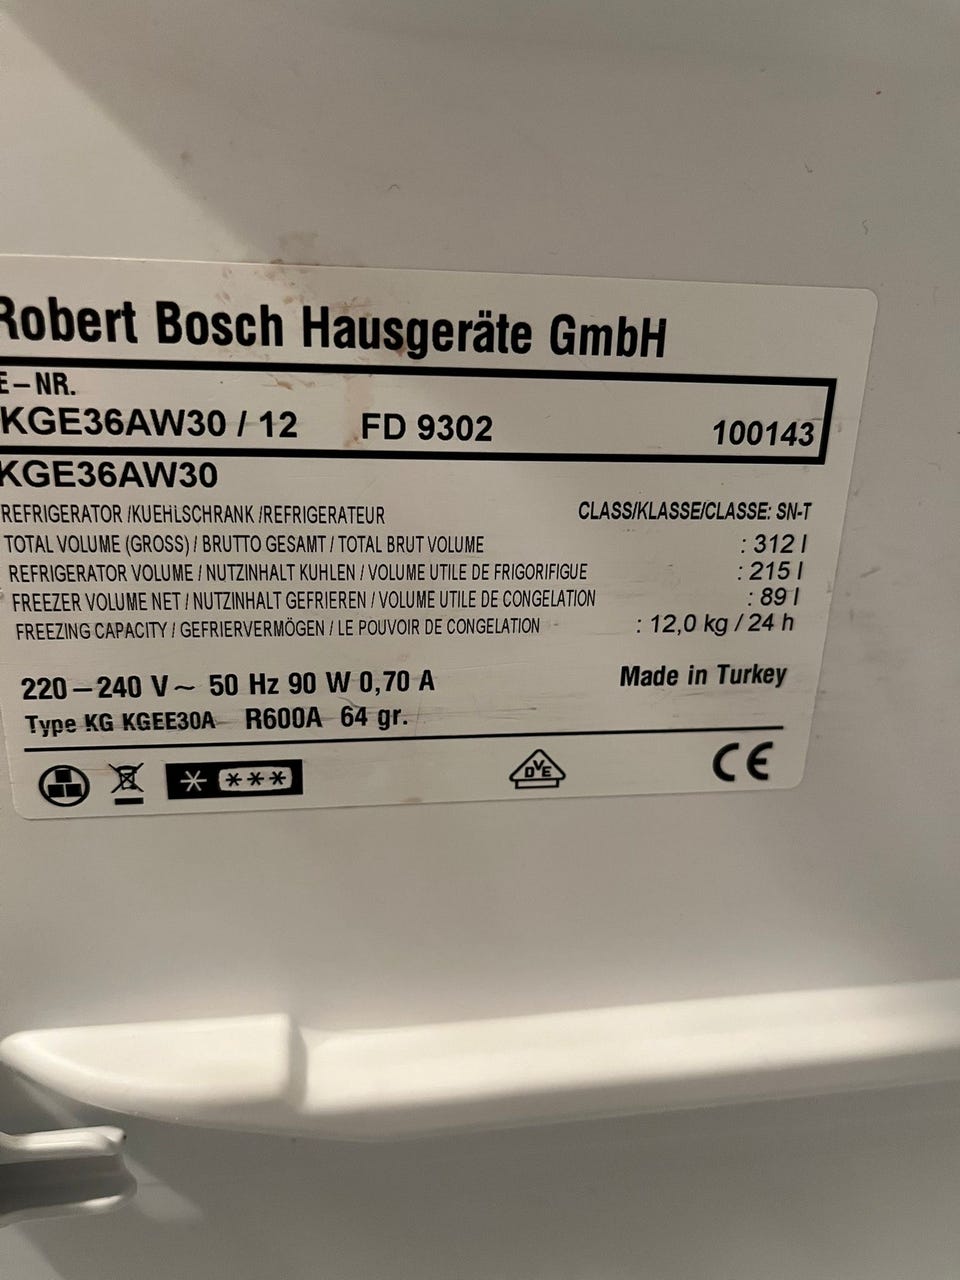 Robert Bosch Hausgeräte GmbH
E-NR.
KGE36AW30 / 12 FD 9302 100143
KGE36AW30
REFRIGERATOR /KUEHLSCHRANK /REFRIGERATEUR CLASS/KLASSE/CLASSE: SN-T
TOTAL VOLUME (GROSS) / BRUTTO GESAMT / TOTAL BRUT VOLUME : 312 l
REFRIGERATOR VOLUME / NUTZINHALT KUHLEN / VOLUME UTILE DE FRIGORIFIGUE : 215 l
FREEZER VOLUME NET / NUTZINHALT GEFRIEREN / VOLUME UTILE DE CONGELATION : 89 l
FREEZING CAPACITY / GEFRIERVERMÖGEN / LE POUVOIR DE CONGELATION : 12,0 kg / 24 h
220-240 V~ 50 Hz 90 W 0,70 A Made in Turkey
Type KG KGEE30A R600A 64 gr.
* *** DVE CE